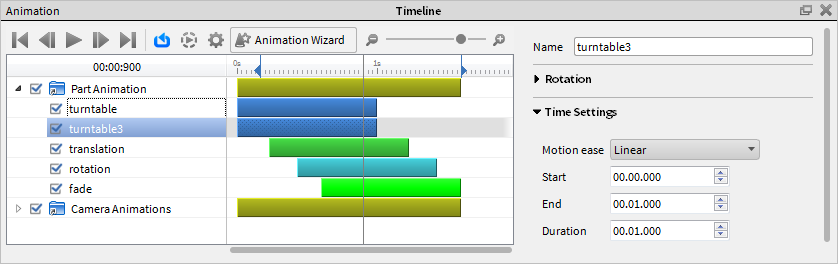 Animation Timeline
Animation Wizard
Name turntable3
00:00:900 0s 1s
Rotation
Part Animation
turntable
Time Settings
turntable3
translation
Motion ease Linear
rotation
Start 00.00.000
fade
End 00.01.000
Camera Animations
Duration 00.01.000